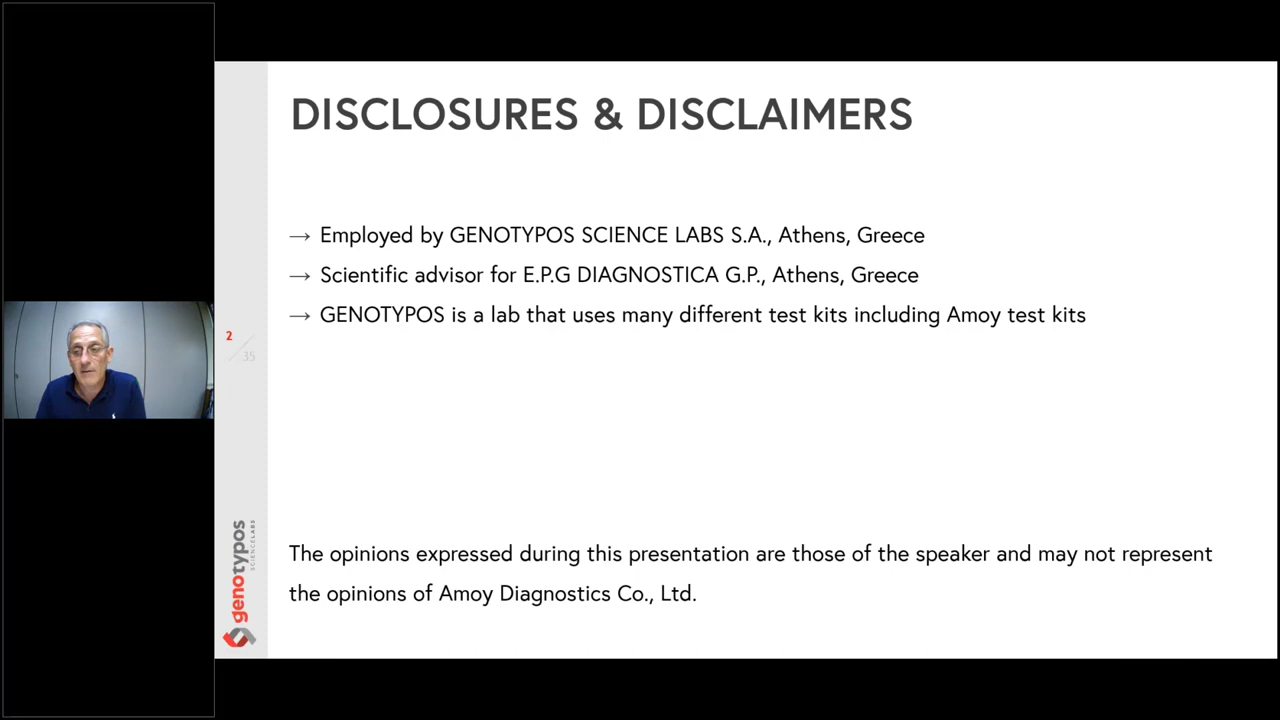 DISCLOSURES & DISCLAIMERS
→ Employed by GENOTYPOS SCIENCE LABS S.A., Athens, Greece
→ Scientific advisor for E.P.G DIAGNOSTICA G.P., Athens, Greece
→ GENOTYPOS is a lab that uses many different test kits including Amoy test kits
2
35
The opinions expressed during this presentation are those of the speaker and may not represent
the opinions of Amoy Diagnostics Co., Ltd.
genotypos
SCIENCELABS